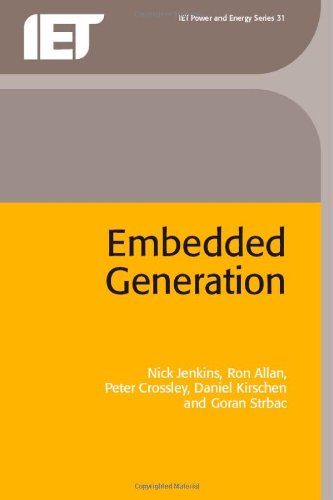 IET
IET Power and Energy Series 31
Embedded
Generation
Nick Jenkins, Ron Allan,
Peter Crossley, Daniel Kirschen
and Goran Strbac